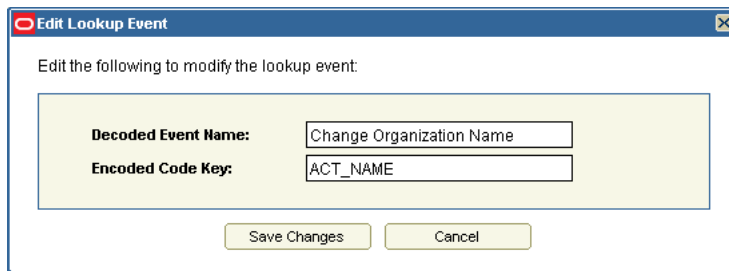 Edit Lookup Event
Edit the following to modify the lookup event:
Decoded Event Name: Change Organization Name
Encoded Code Key: ACT_NAME
Save Changes Cancel